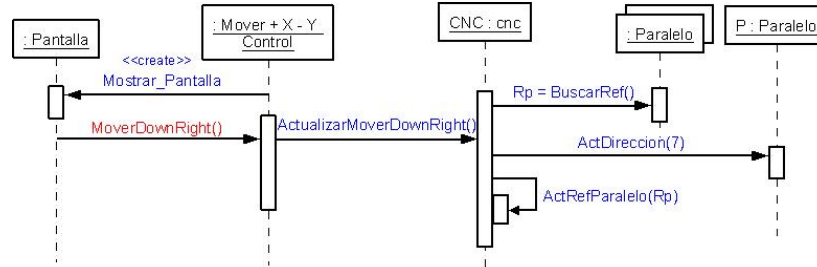 : Pantalla
: Mover + X - Y
Control
CNC : cnc
: Paralelo
P : Paralelo
<<create>>
Mostrar_Pantalla
Rp = BuscarRef()
MoverDownRight()
ActualizarMoverDownRight()
ActDireccion(7)
ActRefParalelo(Rp)